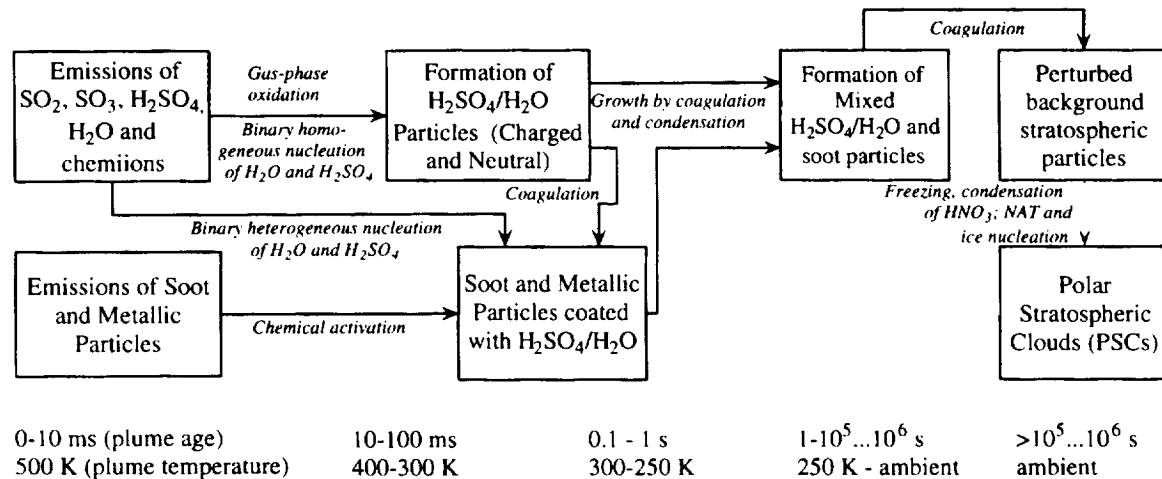 Emissions of
SO2, SO3, H2SO4,
H2O and
chemiions
Gas-phase
oxidation
Binary homo-
geneous nucleation
of H2O and H2SO4
Formation of
H2SO4/H2O
Particles (Charged
and Neutral)
Growth by coagulation
and condensation
Formation of
Mixed
H2SO4/H2O and
soot particles
Coagulation
Perturbed
background
stratospheric
particles
Coagulation
Binary heterogeneous nucleation
of H2O and H2SO4
Freezing, condensation
of HNO3; NAT and
ice nucleation
Emissions of Soot
and Metallic
Particles
Chemical activation
Soot and Metallic
Particles coated
with H2SO4/H2O
Polar
Stratospheric
Clouds (PSCs)
0-10 ms (plume age) 10-100 ms 0.1 - 1 s 1-10^5...10^6 s >10^5...10^6 s
500 K (plume temperature) 400-300 K 300-250 K 250 K - ambient ambient